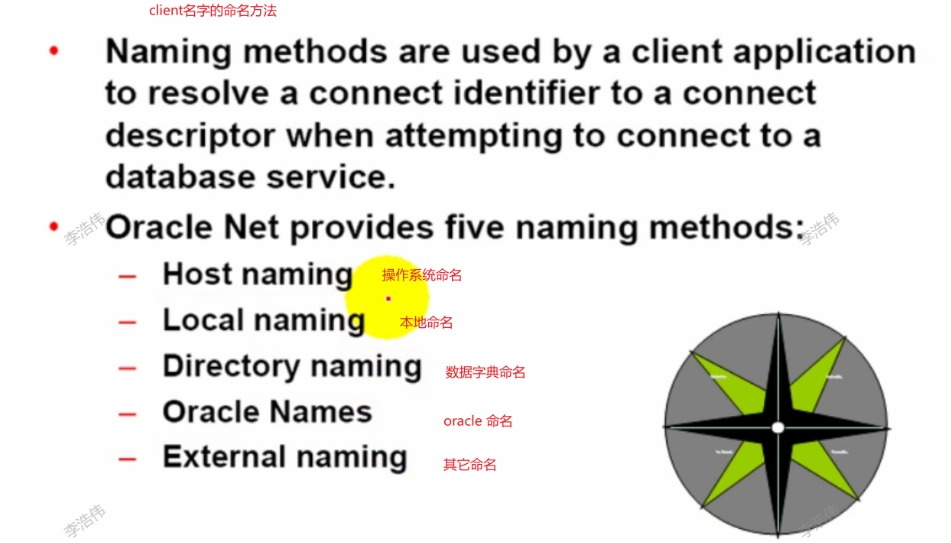 client名字的命名方法
• Naming methods are used by a client application
to resolve a connect identifier to a connect
descriptor when attempting to connect to a
database service.
• Oracle Net provides five naming methods:
李浩伟 李浩伟
– Host naming 操作系统命名
– Local naming 本地命名
– Directory naming 数据字典命名
– Oracle Names oracle 命名
– External naming 其它命名
李浩伟 李浩伟